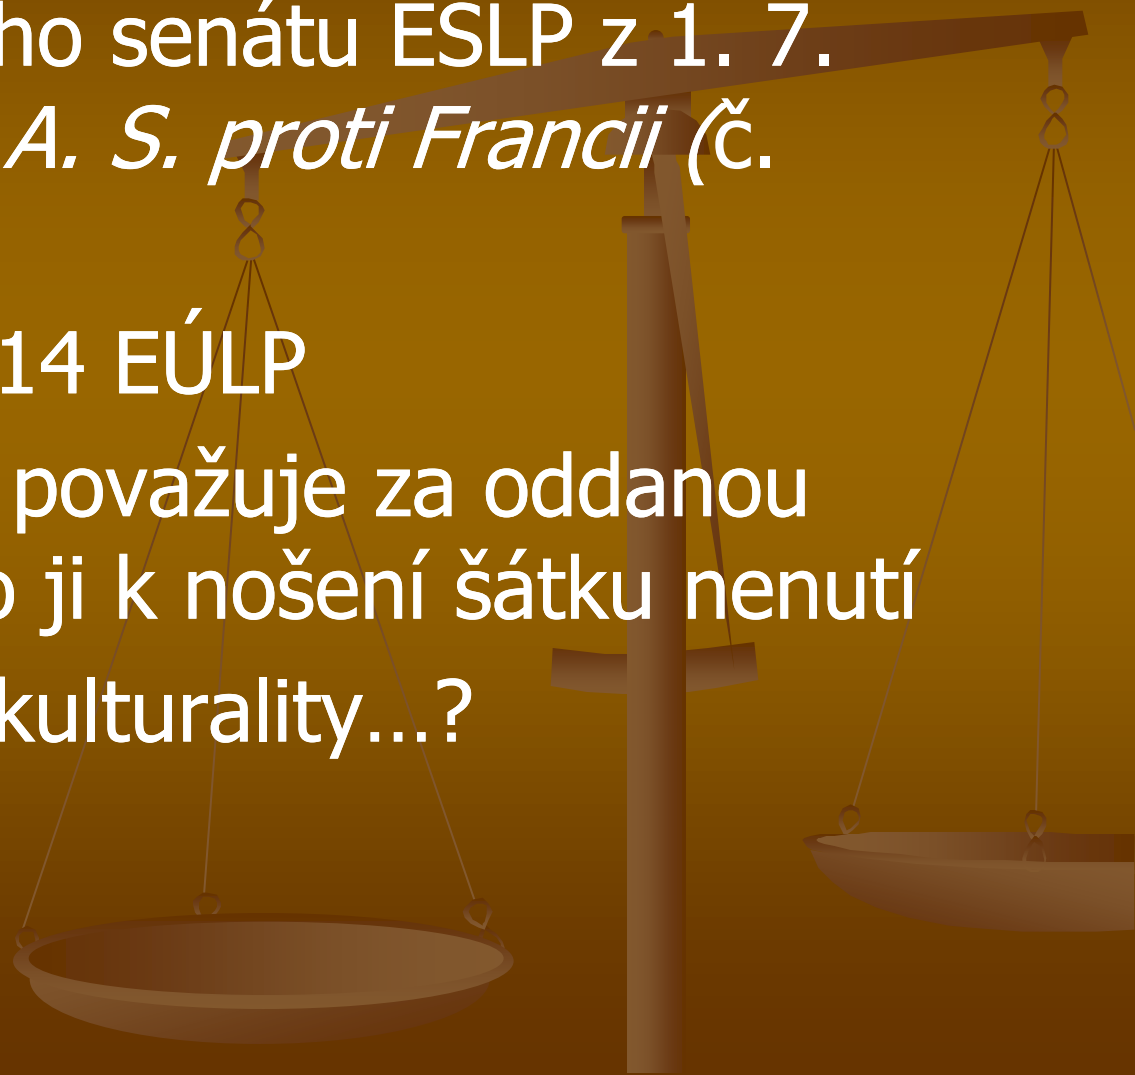 ho senátu ESLP z 1. 7.
A. S. proti Francii (č.
14 EÚLP
považuje za oddanou
ji k nošení šátku nenutí
kulturality…?